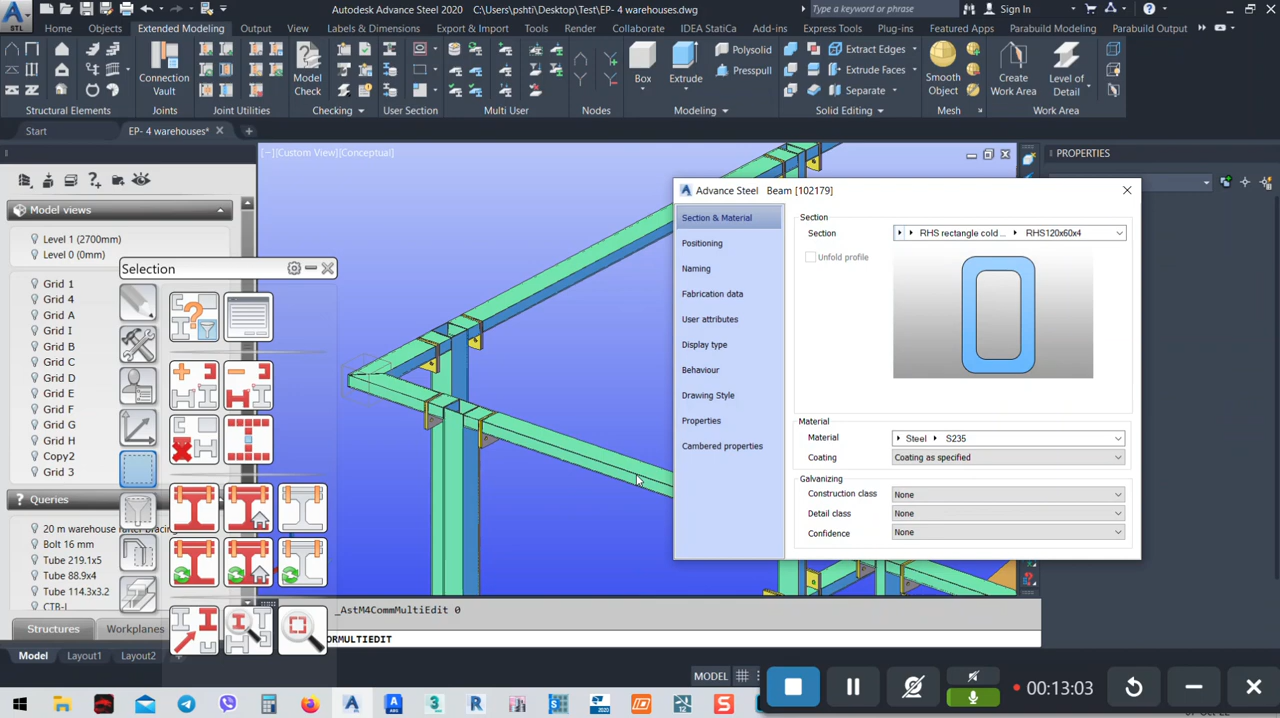 STL
Autodesk Advance Steel 2020 C:\Users\pshti\Desktop\Test\EP- 4 warehouses.dwg
Type a keyword or phrase
Sign In
Home
Objects
Extended Modeling
Output
View
Labels & Dimensions
Export & Import
Tools
Render
Collaborate
IDEA StatiCa
Add-ins
Express Tools
Plug-ins
Featured Apps
Parabuild Modeling
Parabuild Output
Connection
Vault
Model
Check
Box
Extrude
Polysolid
Presspull
Extract Edges
Extrude Faces
Separate
Smooth
Object
Create
Work Area
Level of
Detail
Structural Elements
Joints
Joint Utilities
Checking
User Section
Multi User
Nodes
Modeling
Solid Editing
Mesh
Work Area
Start
EP- 4 warehouses*
[−][Custom View][Conceptual]
PROPERTIES
Model views
Level 1 (2700mm)
Level 0 (0mm)
Grid 1
Grid 4
Grid A
Grid I
Grid B
Grid C
Grid D
Grid E
Grid F
Grid G
Grid H
Copy2
Grid 3
Queries
20 m warehouse rafter bracing
Bolt 16 mm
Tube 219.1x5
Tube 88.9x4
Tube 114.3x3.2
CTR-L
Structures
Workplanes
Selection
Advance Steel Beam [102179]
Section & Material
Positioning
Naming
Fabrication data
User attributes
Display type
Behaviour
Drawing Style
Properties
Cambered properties
Section
Section
RHS rectangle cold ...
RHS120x60x4
Unfold profile
Material
Material
Steel
S235
Coating
Coating as specified
Galvanizing
Construction class
None
Detail class
None
Confidence
None
_AstM4CommMultiEdit 0
ORMULTIEDIT
Model
Layout1
Layout2
MODEL
00:13:03